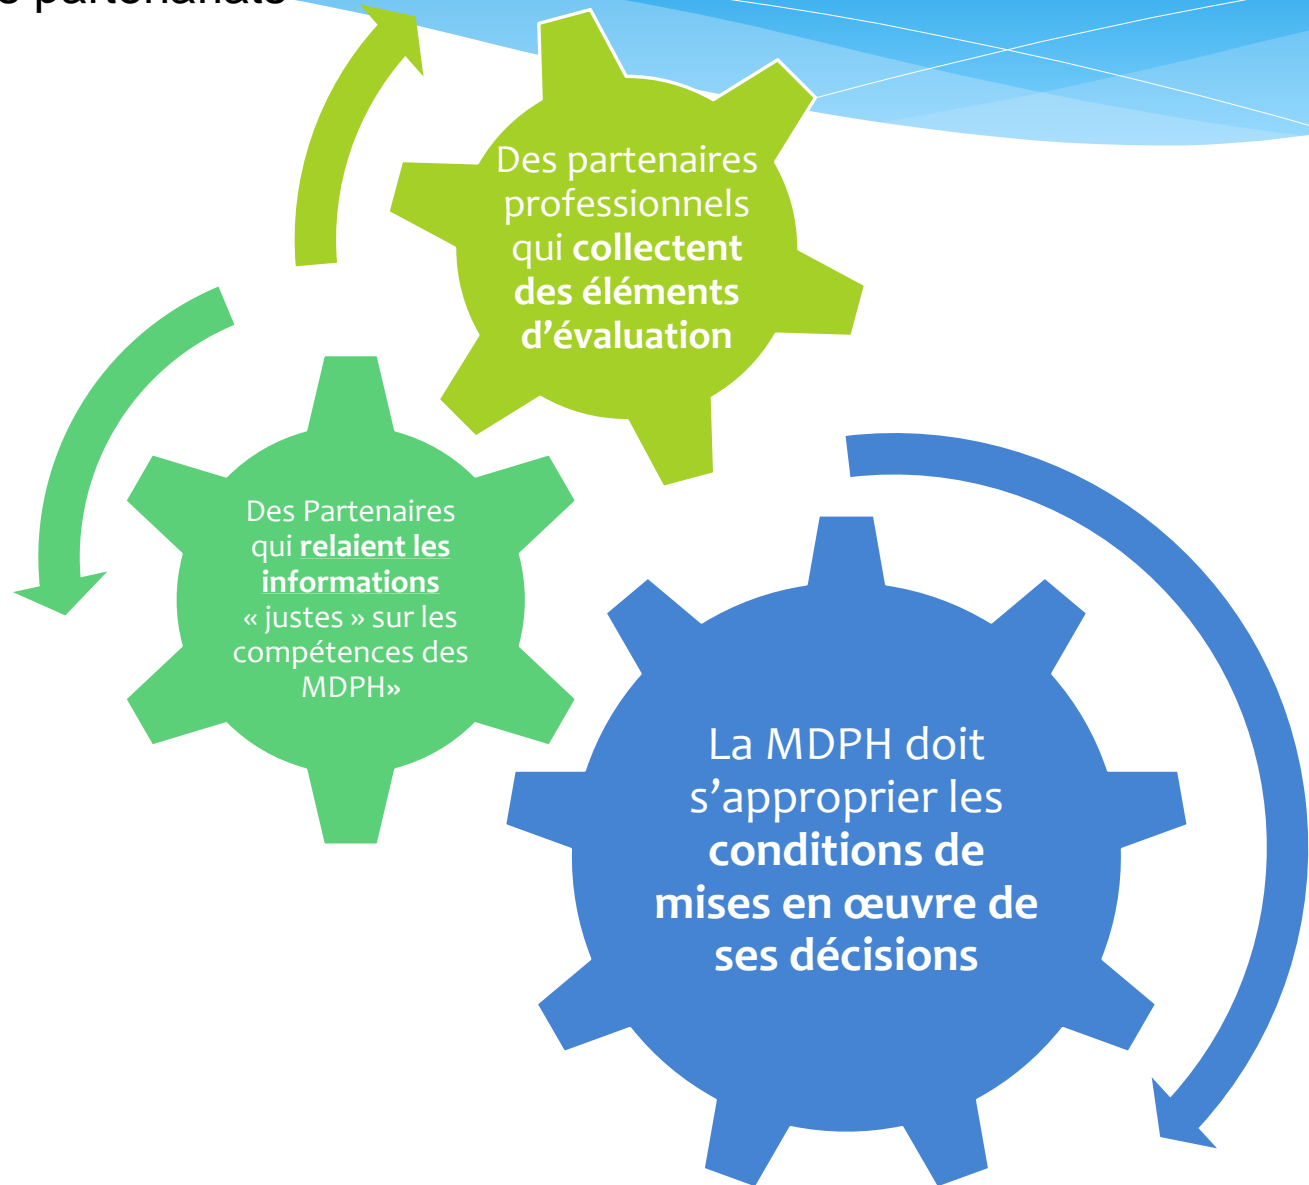 partenariats
Des partenaires
professionnels
qui collectent
des éléments
d’évaluation
Des Partenaires
qui relaient les
informations
« justes » sur les
compétences des
MDPH»
La MDPH doit
s’approprier les
conditions de
mises en œuvre de
ses décisions